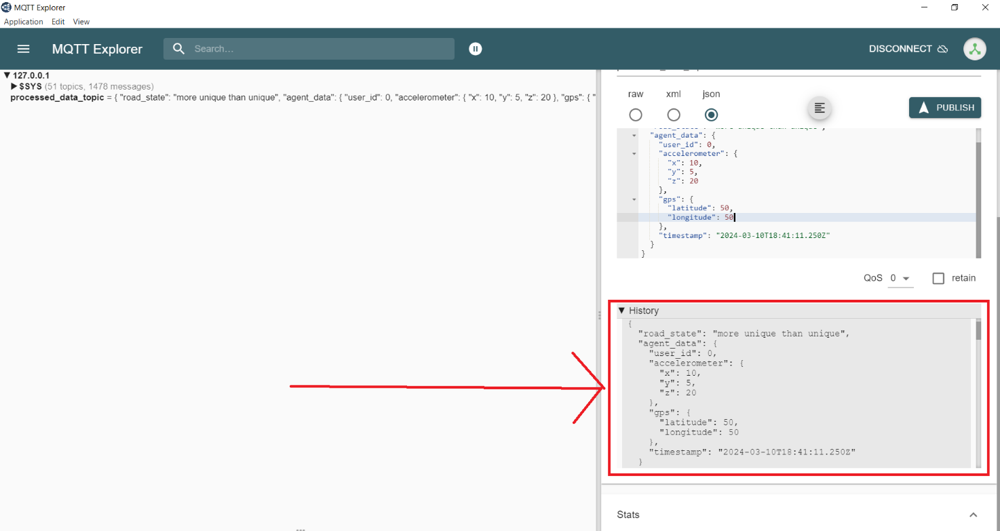 MQTT Explorer
Application Edit View
MQTT Explorer
Search...
DISCONNECT
127.0.0.1
$SYS (51 topics, 1478 messages)
processed_data_topic = { "road_state": "more unique than unique", "agent_data": { "user_id": 0, "accelerometer": { "x": 10, "y": 5, "z": 20 }, "gps": { "
raw xml json
PUBLISH
"road_state": "more unique than unique",
"agent_data": {
"user_id": 0,
"accelerometer": {
"x": 10,
"y": 5,
"z": 20
},
"gps": {
"latitude": 50,
"longitude": 50
},
"timestamp": "2024-03-10T18:41:11.250Z"
}
}
QoS 0 retain
History
{
"road_state": "more unique than unique",
"agent_data": {
"user_id": 0,
"accelerometer": {
"x": 10,
"y": 5,
"z": 20
},
"gps": {
"latitude": 50,
"longitude": 50
},
"timestamp": "2024-03-10T18:41:11.250Z"
}
Stats